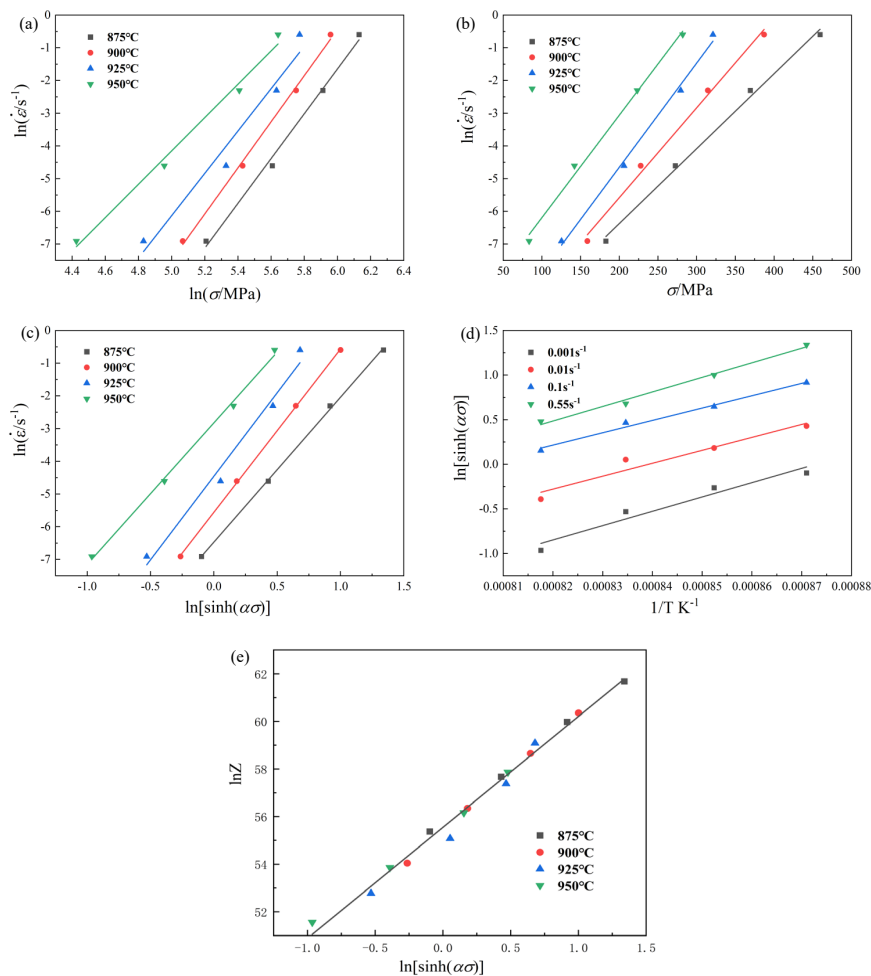 (a)
875℃
900℃
925℃
950℃
ln(ε̇/s⁻¹)
0
-1
-2
-3
-4
-5
-6
-7
4.4 4.6 4.8 5.0 5.2 5.4 5.6 5.8 6.0 6.2 6.4
ln(σ/MPa)
(b)
875℃
900℃
925℃
950℃
ln(ε̇/s⁻¹)
0
-1
-2
-3
-4
-5
-6
-7
50 100 150 200 250 300 350 400 450 500
σ/MPa
(c)
875℃
900℃
925℃
950℃
ln(ε̇/s⁻¹)
0
-1
-2
-3
-4
-5
-6
-7
-1.0 -0.5 0.0 0.5 1.0 1.5
ln[sinh(ασ)]
(d)
0.001s⁻¹
0.01s⁻¹
0.1s⁻¹
0.55s⁻¹
ln[sinh(ασ)]
1.5
1.0
0.5
0.0
-0.5
-1.0
0.00081 0.00082 0.00083 0.00084 0.00085 0.00086 0.00087 0.00088
1/T K⁻¹
(e)
lnZ
62
60
58
56
54
52
875℃
900℃
925℃
950℃
-1.0 -0.5 0.0 0.5 1.0 1.5
ln[sinh(ασ)]